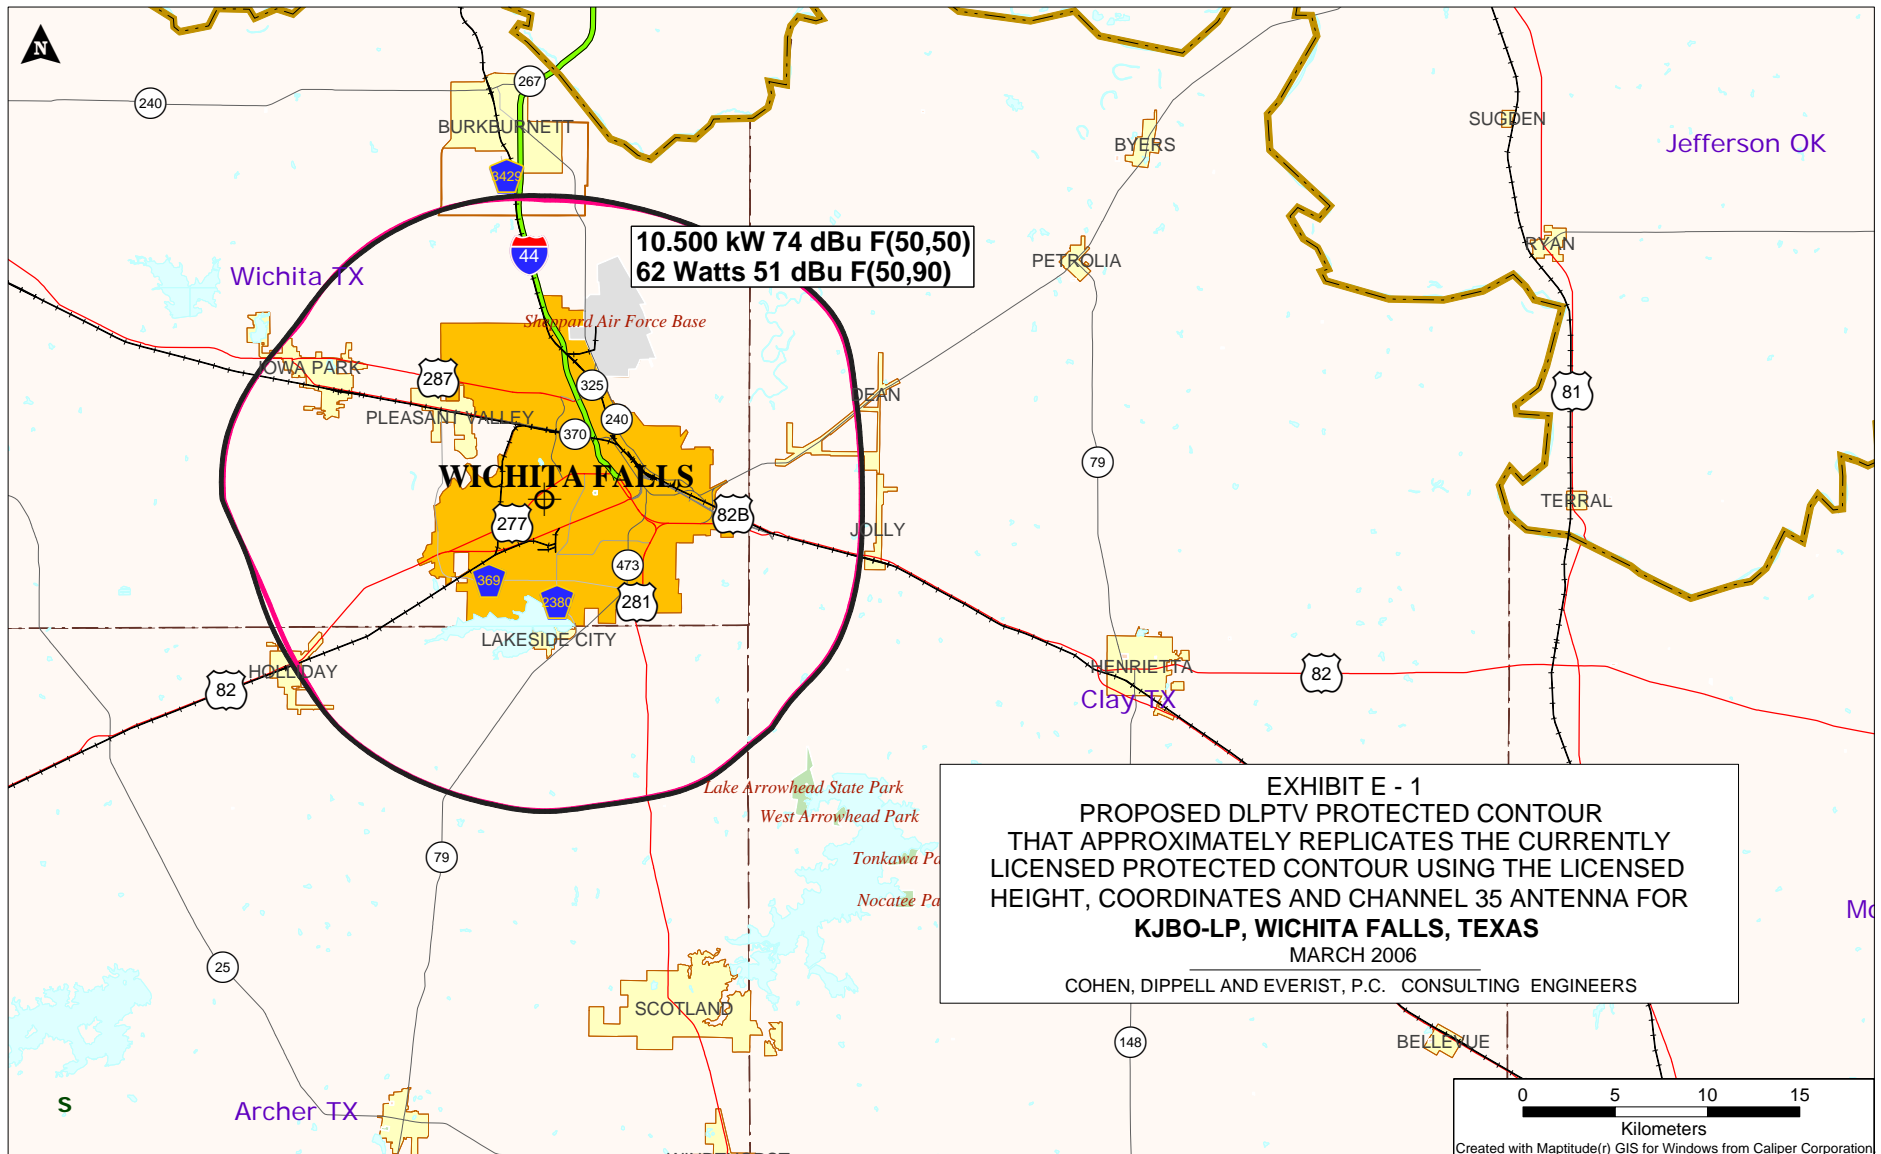 N
267
240
BURKBURNETT
SUGDEN
Jefferson OK
BYERS
3429
10.500 kW 74 dBu F(50,50)
62 Watts 51 dBu F(50,90)
44
RYAN
PETROLIA
Wichita TX
Sheppard Air Force Base
IOWA PARK
287
325
DEAN
81
PLEASANT VALLEY
240
370
79
WICHITA FALLS
TERRAL
277
82B
JOLLY
473
369
2380
281
LAKESIDE CITY
HOLLIDAY
HENRIETTA
82
82
Clay TX
Lake Arrowhead State Park
West Arrowhead Park
Tonkawa Pa
Nocatee Pa
79
EXHIBIT E - 1
PROPOSED DLPTV PROTECTED CONTOUR
THAT APPROXIMATELY REPLICATES THE CURRENTLY
LICENSED PROTECTED CONTOUR USING THE LICENSED
HEIGHT, COORDINATES AND CHANNEL 35 ANTENNA FOR
KJBO-LP, WICHITA FALLS, TEXAS
MARCH 2006
COHEN, DIPPELL AND EVERIST, P.C. CONSULTING ENGINEERS
Mo
25
SCOTLAND
148
BELLEVUE
S
Archer TX
0 5 10 15
Kilometers
Created with Maptitude(r) GIS for Windows from Caliper Corporation